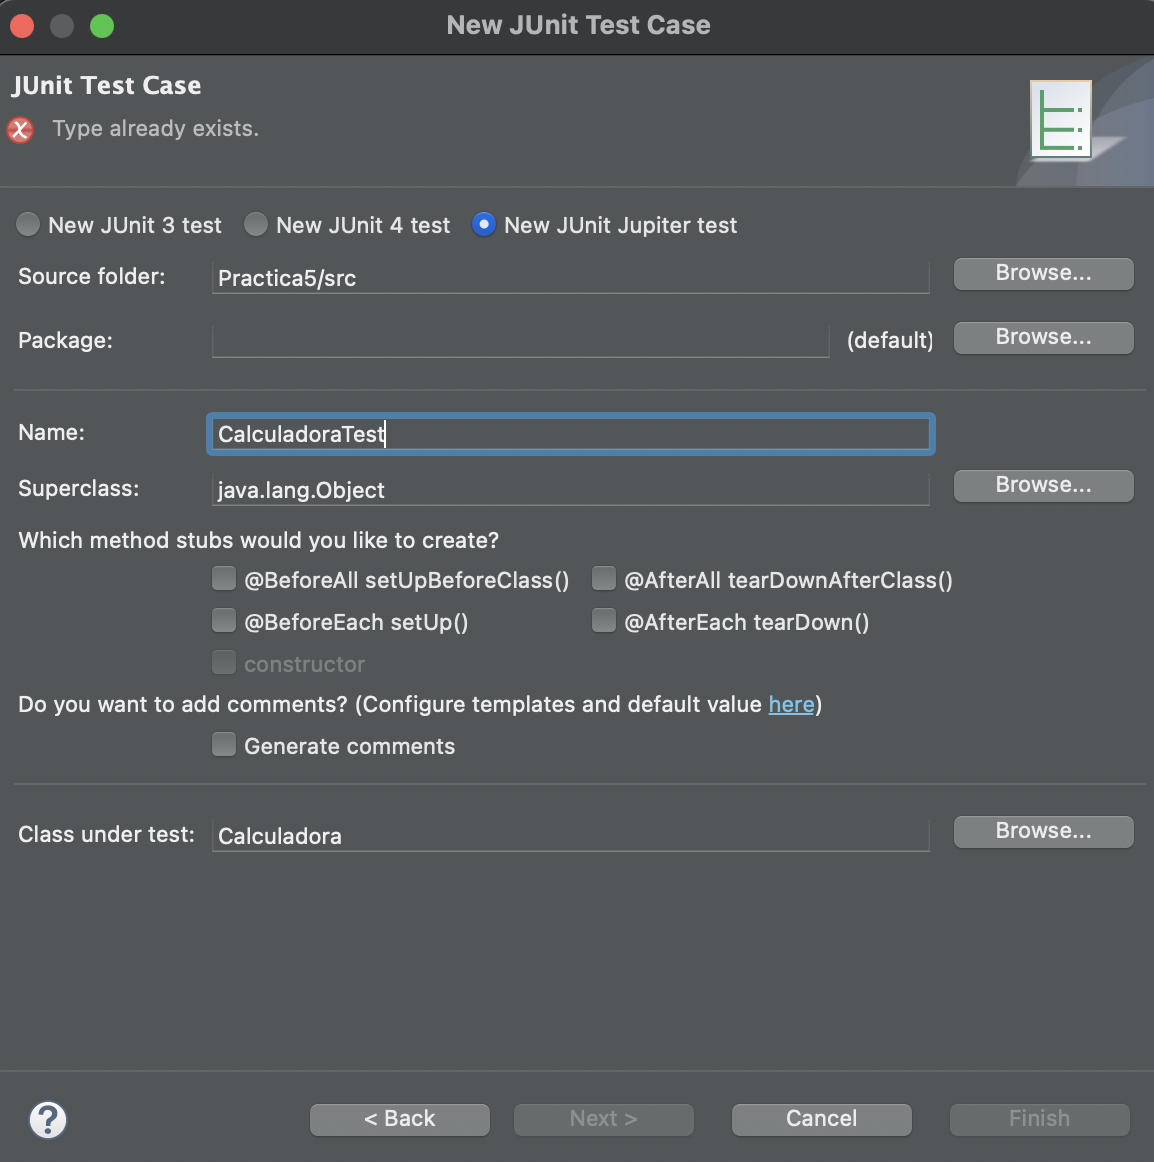 New JUnit Test Case
JUnit Test Case
Type already exists.
New JUnit 3 test New JUnit 4 test New JUnit Jupiter test
Source folder: Practica5/src Browse...
Package: (default) Browse...
Name: CalculadoraTest
Superclass: java.lang.Object Browse...
Which method stubs would you like to create?
@BeforeAll setUpBeforeClass() @AfterAll tearDownAfterClass()
@BeforeEach setUp() @AfterEach tearDown()
constructor
Do you want to add comments? (Configure templates and default value here)
Generate comments
Class under test: Calculadora Browse...
? < Back Next > Cancel Finish